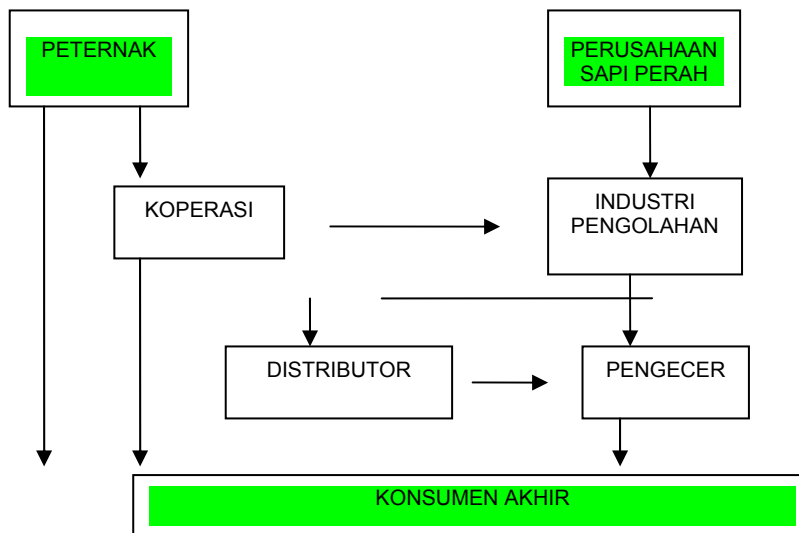 PETERNAK
PERUSAHAAN
SAPI PERAH
KOPERASI
INDUSTRI
PENGOLAHAN
DISTRIBUTOR
PENGECER
KONSUMEN AKHIR